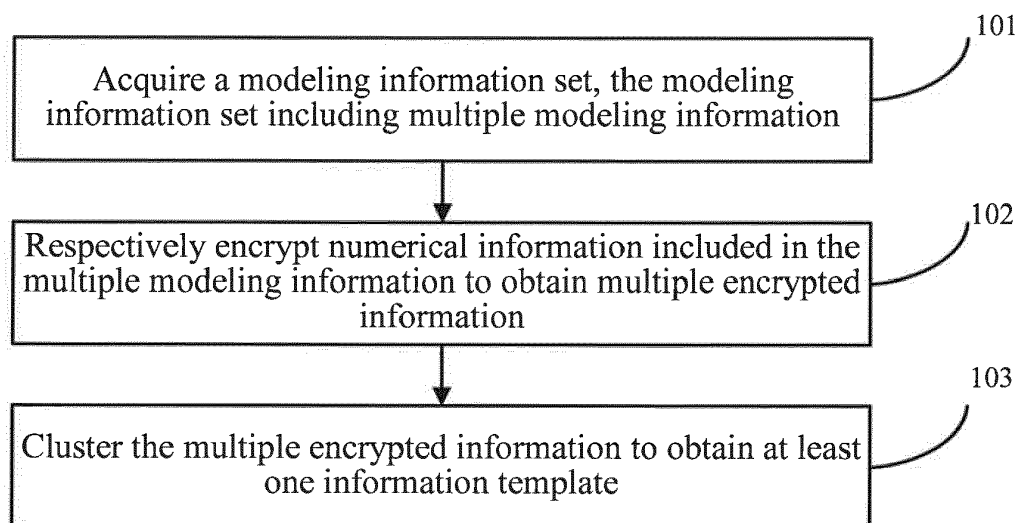 101
Acquire a modeling information set, the modeling
information set including multiple modeling information
102
Respectively encrypt numerical information included in the
multiple modeling information to obtain multiple encrypted
information
103
Cluster the multiple encrypted information to obtain at least
one information template